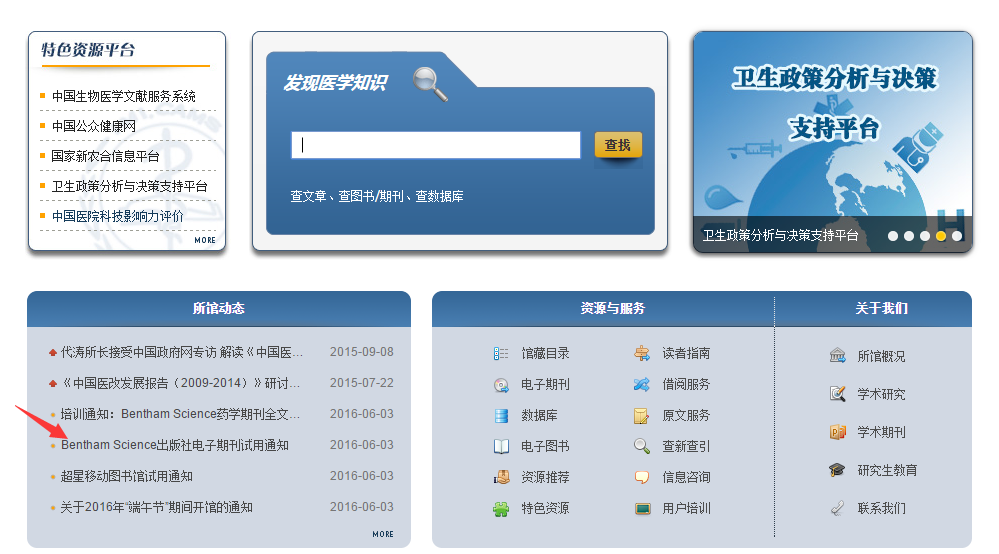 特色资源平台
中国生物医学文献服务系统
中国公众健康网
国家新农合信息平台
卫生政策分析与决策支持平台
中国医院科技影响力评价
MORE
发现医学知识
查找
查文章、查图书/期刊、查数据库
卫生政策分析与决策
支持平台
卫生政策分析与决策支持平台
所馆动态
代涛所长接受中国政府网专访 解读《中国医... 2015-09-08
《中国医改发展报告（2009-2014）》研讨... 2015-07-22
培训通知：Bentham Science药学期刊全文... 2016-06-03
Bentham Science出版社电子期刊试用通知 2016-06-03
超星移动图书馆试用通知 2016-06-03
关于2016年“端午节”期间开馆的通知 2016-06-03
MORE
资源与服务
馆藏目录 读者指南
电子期刊 借阅服务
数据库 原文服务
电子图书 查新查引
资源推荐 信息咨询
特色资源 用户培训
关于我们
所馆概况
学术研究
学术期刊
研究生教育
联系我们